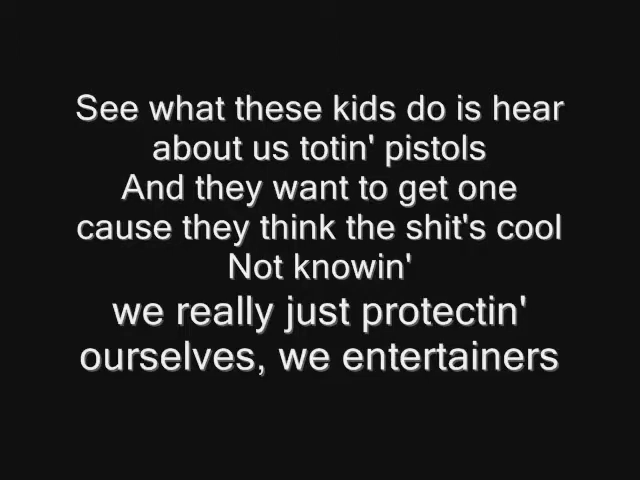 See what these kids do is hear
about us totin' pistols
And they want to get one
cause they think the shit's cool
Not knowin'
we really just protectin'
ourselves, we entertainers